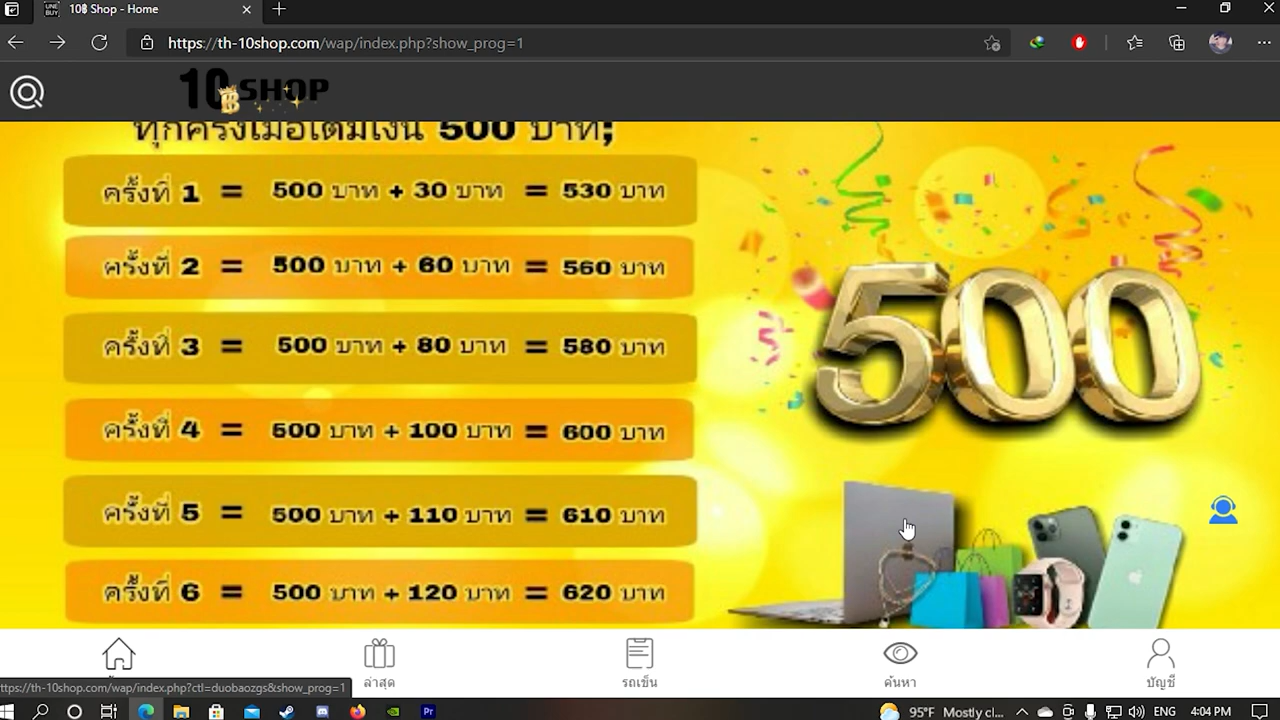 10฿ Shop - Home
https://th-10shop.com/wap/index.php?show_prog=1
10฿ SHOP
ทุกครั้งเมื่อเติมเงิน 500 บาท;
ครั้งที่ 1 = 500 บาท + 30 บาท = 530 บาท
ครั้งที่ 2 = 500 บาท + 60 บาท = 560 บาท
ครั้งที่ 3 = 500 บาท + 80 บาท = 580 บาท
ครั้งที่ 4 = 500 บาท + 100 บาท = 600 บาท
ครั้งที่ 5 = 500 บาท + 110 บาท = 610 บาท
ครั้งที่ 6 = 500 บาท + 120 บาท = 620 บาท
500
ล่าสุด
รถเข็น
ค้นหา
บัญชี
ttps://th-10shop.com/wap/index.php?ctl=duobaozgs&show_prog=1
Pr
95°F Mostly cl...
ENG
4:04 PM